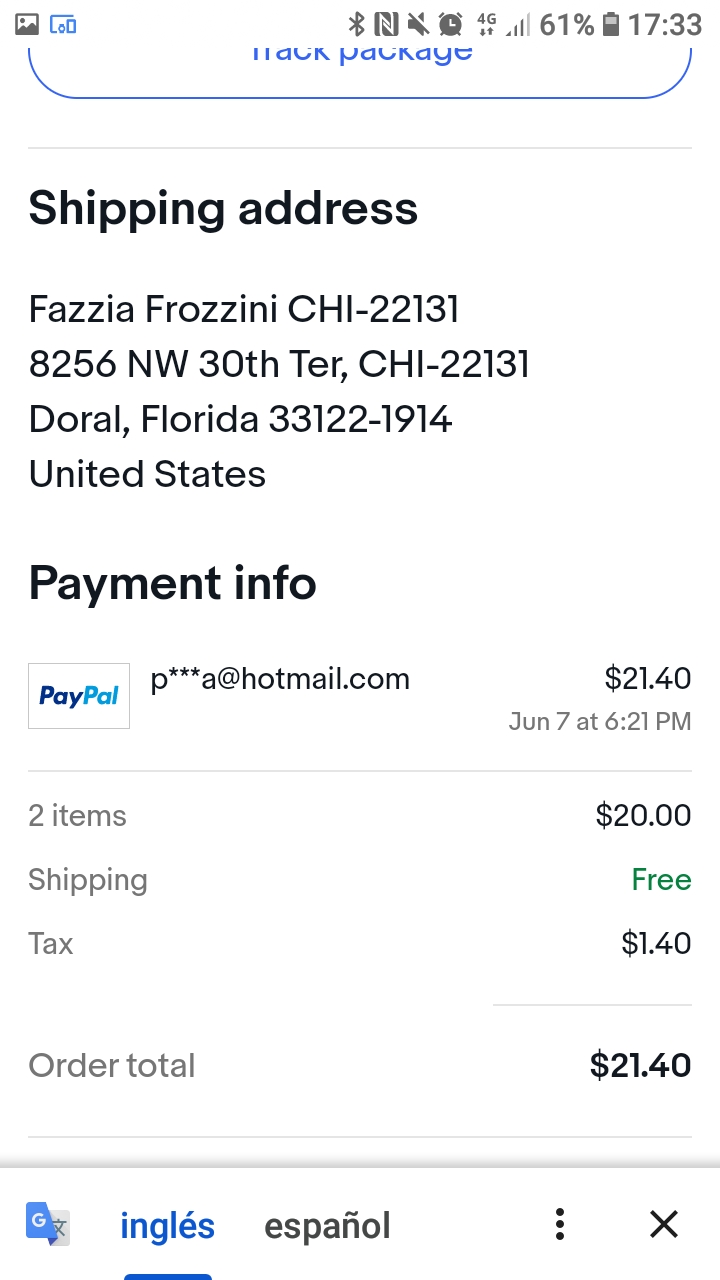 4G 61% 17:33
Track package
Shipping address
Fazzia Frozzini CHI-22131
8256 NW 30th Ter, CHI-22131
Doral, Florida 33122-1914
United States
Payment info
PayPal p***a@hotmail.com $21.40
Jun 7 at 6:21 PM
2 items $20.00
Shipping Free
Tax $1.40
Order total $21.40
G 文 inglés español